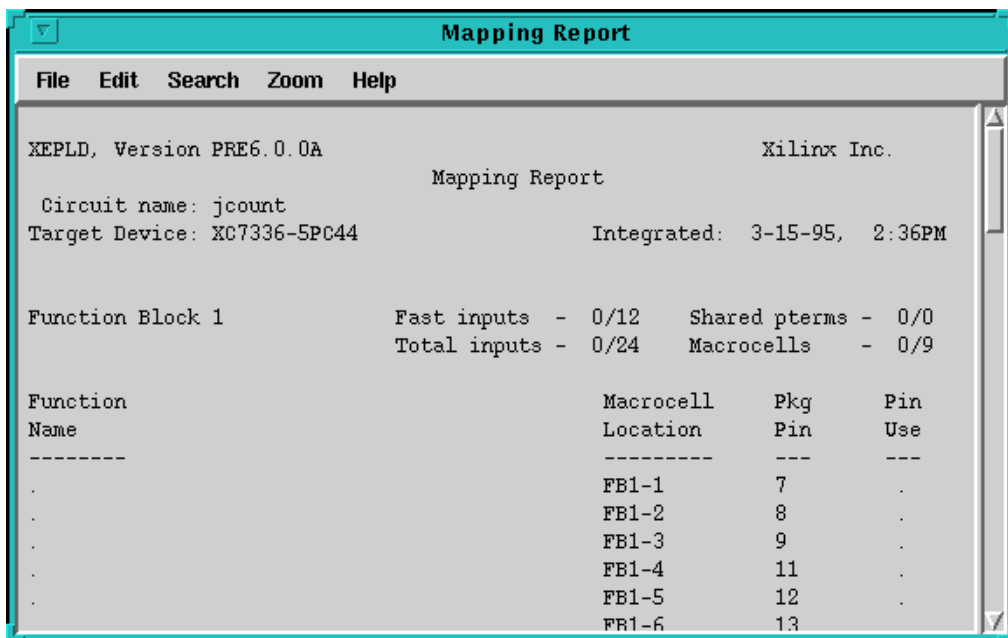 Mapping Report
File Edit Search Zoom Help
XEPLD, Version PRE6.0.0A Xilinx Inc.
Mapping Report
Circuit name: jcount
Target Device: XC7336-5PC44 Integrated: 3-15-95, 2:36PM
Function Block 1 Fast inputs - 0/12 Shared pterms - 0/0
Total inputs - 0/24 Macrocells - 0/9
Function Macrocell Pkg Pin
Name Location Pin Use
-------- --------- --- ---
. FB1-1 7 .
. FB1-2 8 .
. FB1-3 9 .
. FB1-4 11 .
. FB1-5 12 .
FB1-6 13